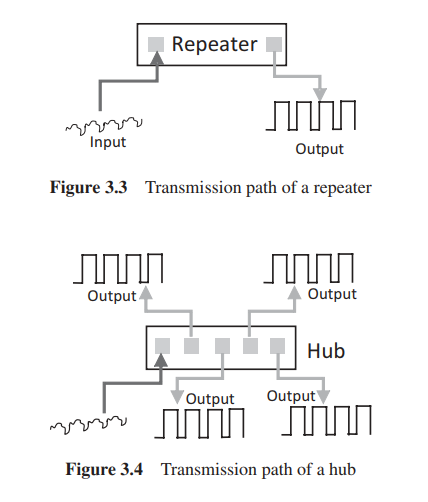 Repeater
Input
Output
Figure 3.3 Transmission path of a repeater
Output
Output
Hub
Output
Output
Figure 3.4 Transmission path of a hub